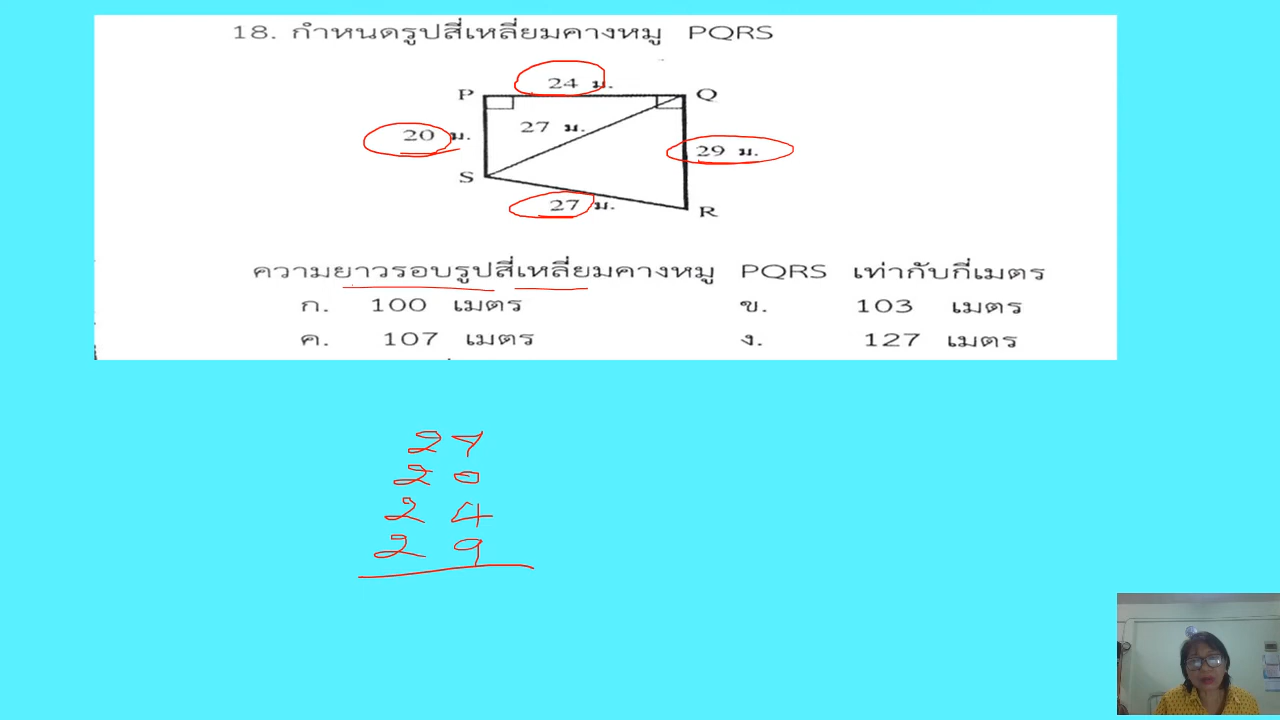 18. กำหนดรูปสี่เหลี่ยมคางหมู PQRS
24 ม.
P
Q
20 ม.
27 ม.
29 ม.
S
27 ม.
R
ความยาวรอบรูปสี่เหลี่ยมคางหมู PQRS เท่ากับกี่เมตร
ก. 100 เมตร
ข. 103 เมตร
ค. 107 เมตร
ง. 127 เมตร
27
20
24
29